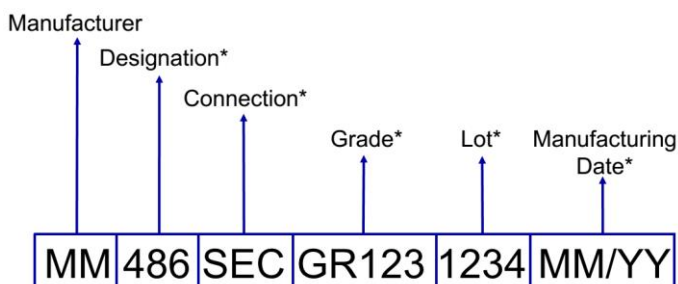 Manufacturer
Designation*
Connection*
Grade* Lot* Manufacturing
Date*
MM 486 SEC GR123 1234 MM/YY